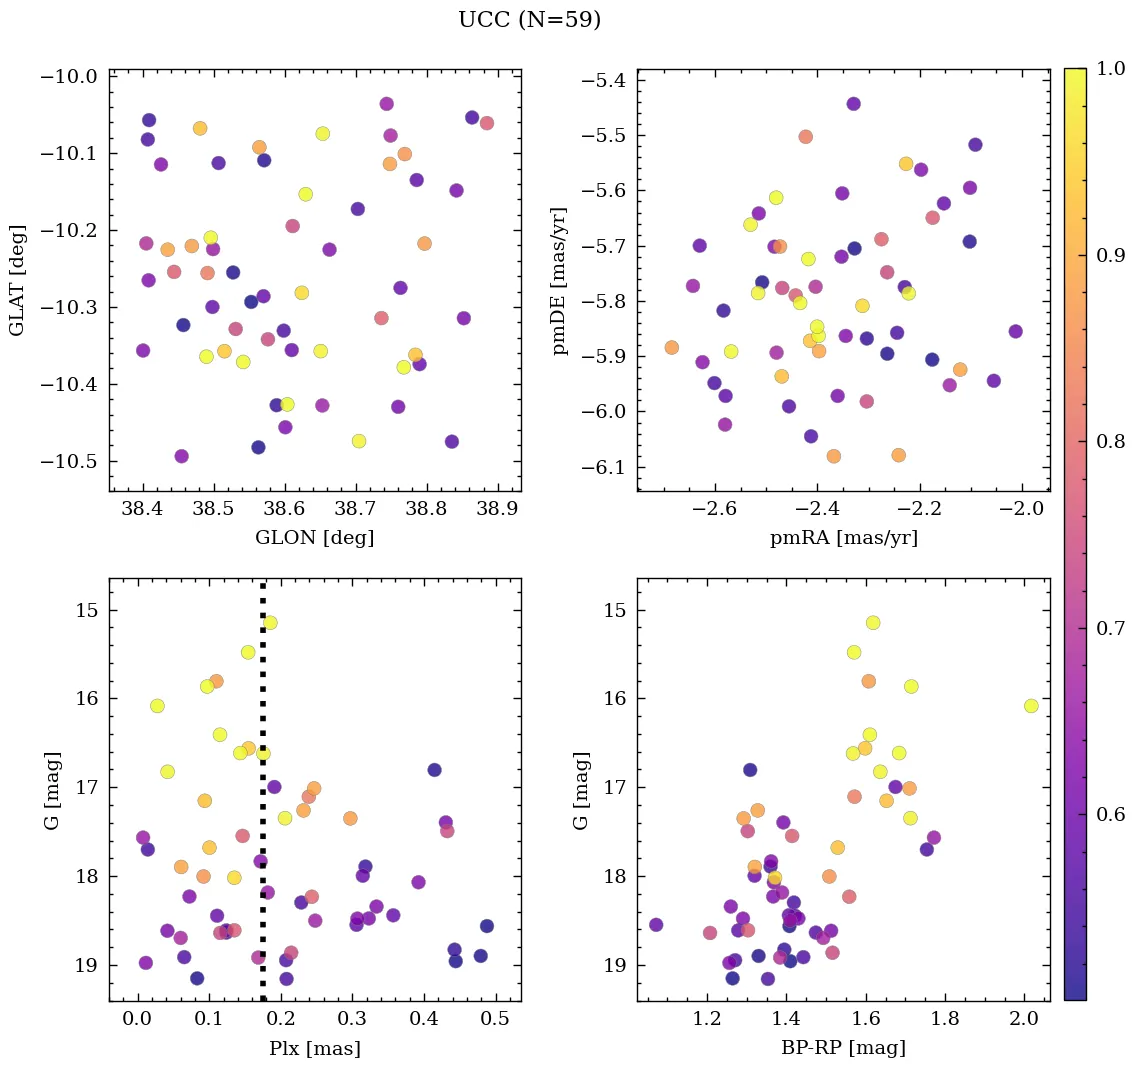 UCC (N=59)
−10.0
−10.1
−10.2
−10.3
−10.4
−10.5
GLAT [deg]
38.4 38.5 38.6 38.7 38.8 38.9
GLON [deg]
−5.4
−5.5
−5.6
−5.7
−5.8
−5.9
−6.0
−6.1
pmDE [mas/yr]
−2.6 −2.4 −2.2 −2.0
pmRA [mas/yr]
1.0
0.9
0.8
0.7
0.6
15
16
17
18
19
G [mag]
0.0 0.1 0.2 0.3 0.4 0.5
Plx [mas]
15
16
17
18
19
G [mag]
1.2 1.4 1.6 1.8 2.0
BP-RP [mag]